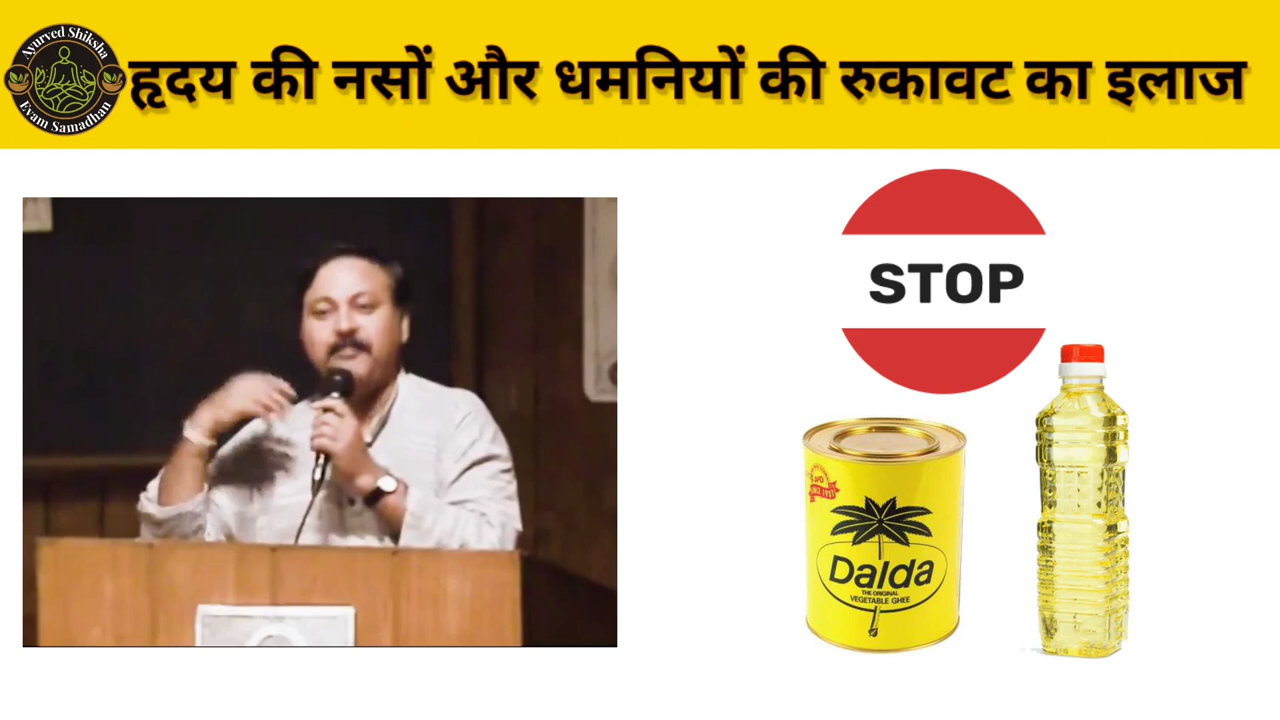 Ayurved Shiksha
Evam Samadhan
हृदय की नसों और धमनियों की रुकावट का इलाज
STOP
Dalda
THE ORIGINAL
VEGETABLE GHEE